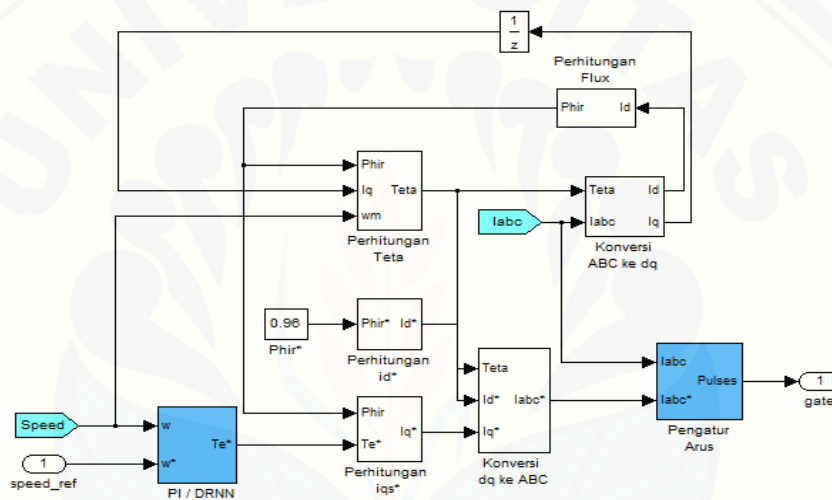 UNIVERSITAS
1
z
Perhitungan
Flux
Phir Id
Phir
Iq Teta
wm
Perhitungan
Teta
Iabc
Teta Id
Iabc
Iq
Konversi
ABC ke dq
0.96
Phir*
Phir* Id*
Perhitungan
id*
Teta
Id* Iabc*
Iq*
Konversi
dq ke ABC
Iabc
Pulses
Iabc*
Pengatur
Arus
1
gate
Speed
1
speed_ref
w
Te*
w*
PI / DRNN
Phir
Iq*
Te*
Perhitungan
iqs*